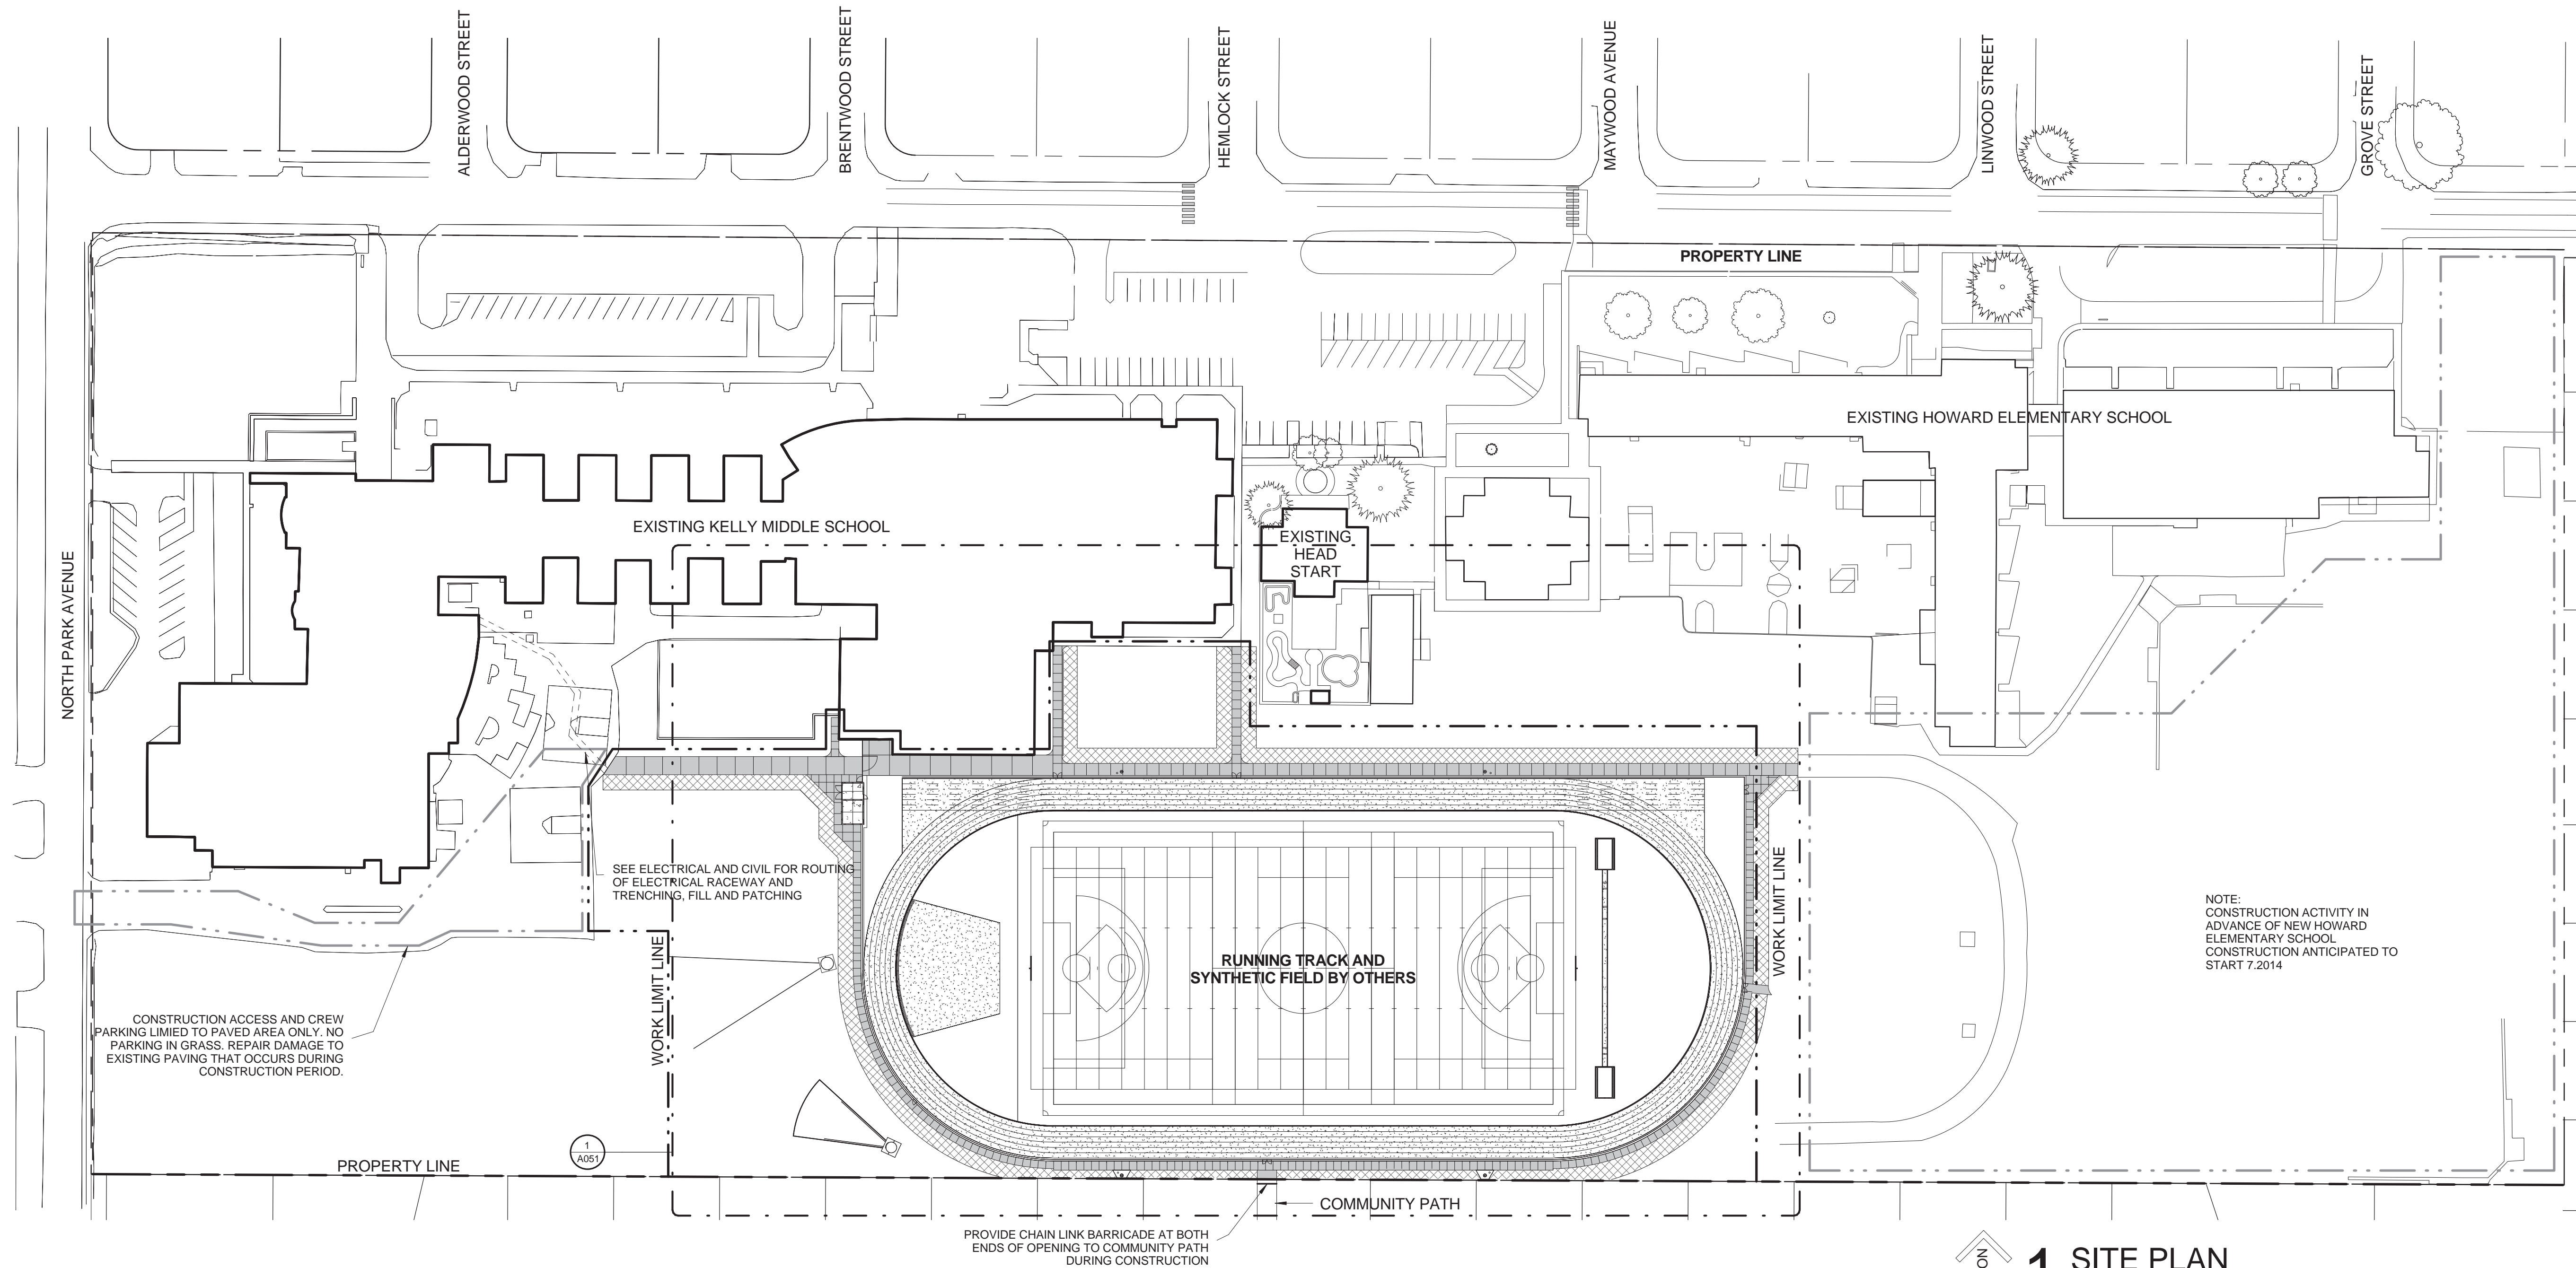 ALDERWOOD STREET
BRENTWOOD STREET
HEMLOCK STREET
MAYWOOD AVENUE
LINWOOD STREET
GROVE STREET
PROPERTY LINE
EXISTING HOWARD ELEMENTARY SCHOOL
EXISTING KELLY MIDDLE SCHOOL
EXISTING
HEAD
START
NORTH PARK AVENUE
SEE ELECTRICAL AND CIVIL FOR ROUTING
OF ELECTRICAL RACEWAY AND
TRENCHING, FILL AND PATCHING
WORK LIMIT LINE
RUNNING TRACK AND
SYNTHETIC FIELD BY OTHERS
WORK LIMIT LINE
NOTE:
CONSTRUCTION ACTIVITY IN
ADVANCE OF NEW HOWARD
ELEMENTARY SCHOOL
CONSTRUCTION ANTICIPATED TO
START 7.2014
CONSTRUCTION ACCESS AND CREW
PARKING LIMIED TO PAVED AREA ONLY. NO
PARKING IN GRASS. REPAIR DAMAGE TO
EXISTING PAVING THAT OCCURS DURING
CONSTRUCTION PERIOD.
1
A051
PROPERTY LINE
COMMUNITY PATH
PROVIDE CHAIN LINK BARRICADE AT BOTH
ENDS OF OPENING TO COMMUNITY PATH
DURING CONSTRUCTION
1 SITE PLAN